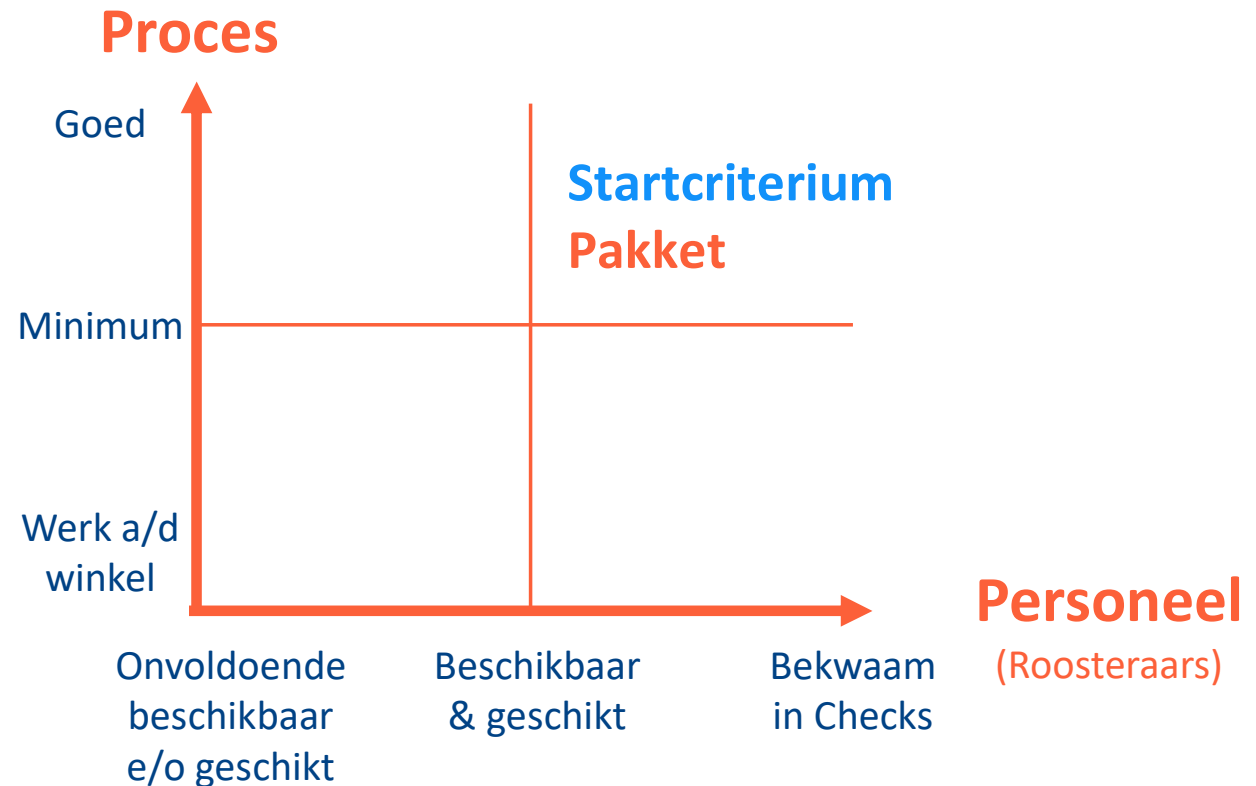 Proces
Goed
Startcriterium
Pakket
Minimum
Werk a/d
winkel
Personeel
(Roosteraars)
Onvoldoende
beschikbaar
e/o geschikt
Beschikbaar
& geschikt
Bekwaam
in Checks